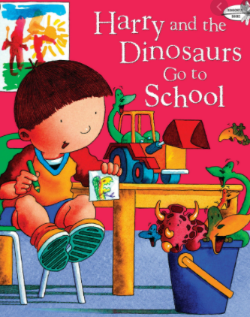 Harry and the
Dinosaurs
Go to
School